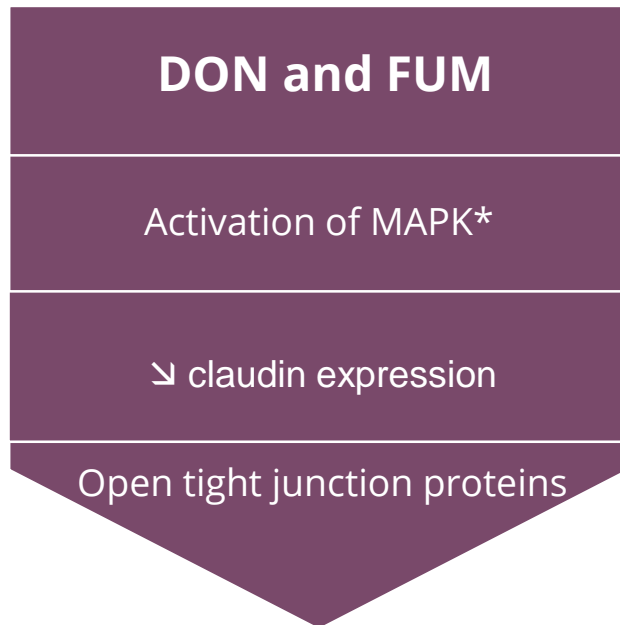 DON and FUM
Activation of MAPK*
↘ claudin expression
Open tight junction proteins